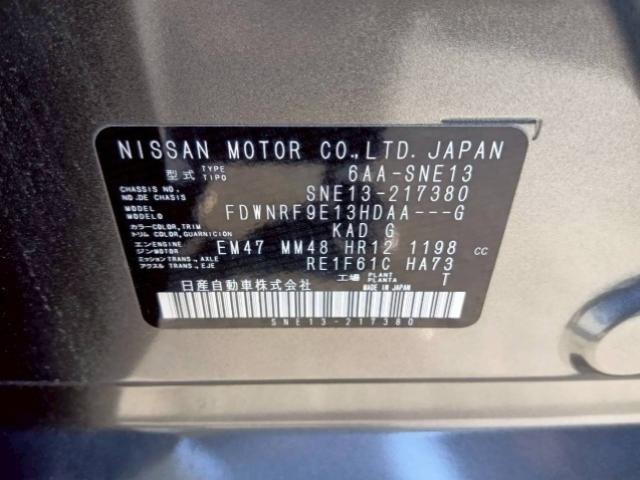 NISSAN MOTOR CO.,LTD. JAPAN
型式 TYPE TIPO 6AA-SNE13
CHASSIS NO. NO.DE CHASSIS SNE13-217380
MODEL MODELO FDWNRF9E13HDAA---G
カラー COLOR,TRIM トリム COLOR,GUARNICION KAD G
エンジン ENGINE MOTOR EM47 MM48 HR12 1198 cc
ミッション TRANS., AXLE アクスル TRANS., EJE RE1F61C HA73
工場 PLANT PLANTA T
日産自動車株式会社 MADE IN JAPAN
SNE13-217380